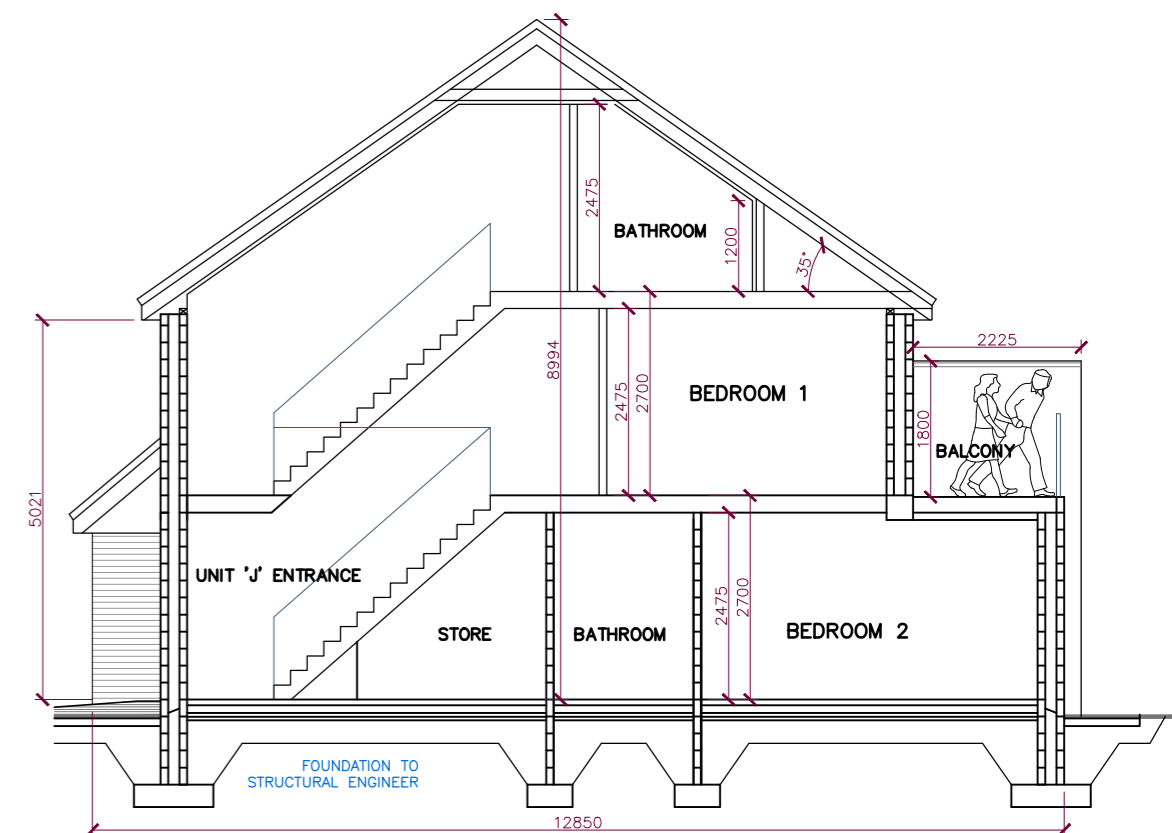 2475
BATHROOM
1200
35°
8994
2225
2475
2700
BEDROOM 1
1800
BALCONY
5021
UNIT 'J' ENTRANCE
STORE
BATHROOM
2475
2700
BEDROOM 2
FOUNDATION TO
STRUCTURAL ENGINEER
12850